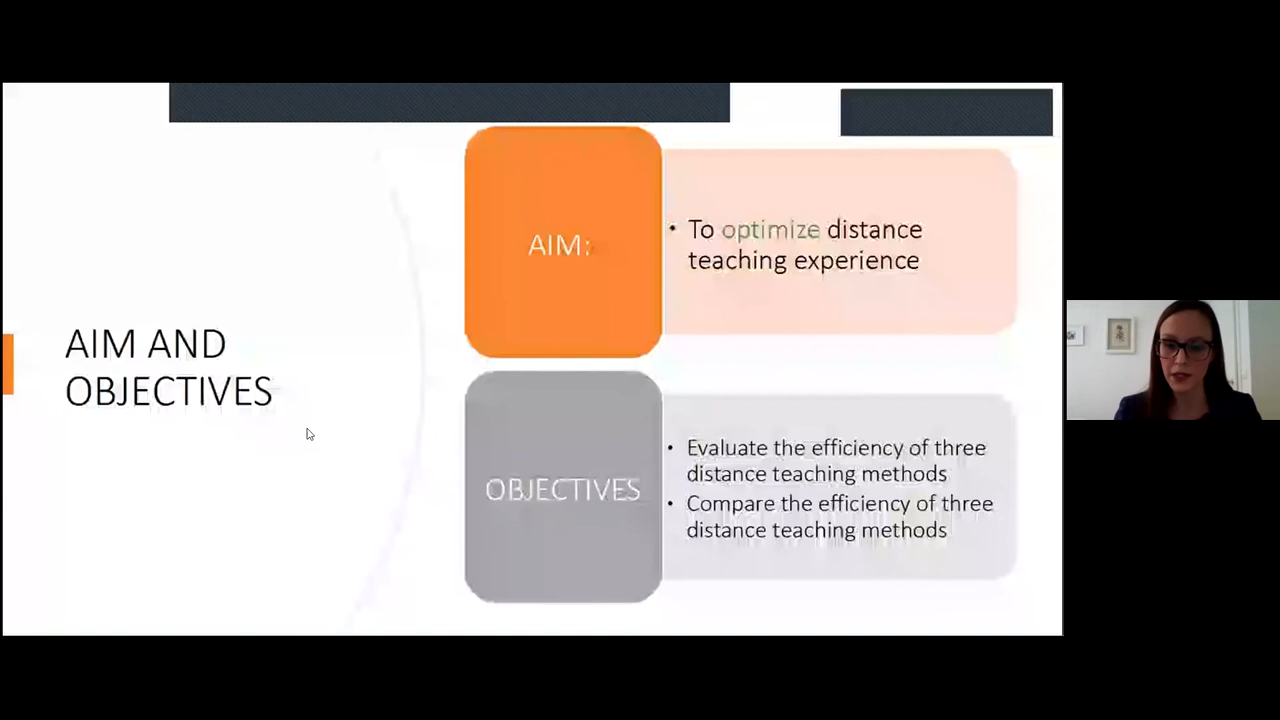 AIM AND
OBJECTIVES
AIM:
• To optimize distance
teaching experience
OBJECTIVES
• Evaluate the efficiency of three
distance teaching methods
• Compare the efficiency of three
distance teaching methods